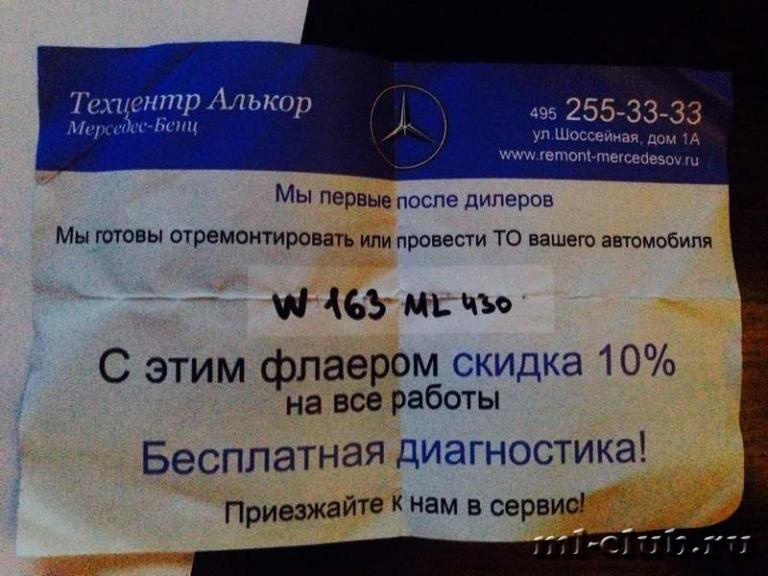 Техцентр Алькор
Мерседес-Бенц
495 255-33-33
ул.Шоссейная, дом 1А
www.remont-mercedesov.ru
Мы первые после дилеров
Мы готовы отремонтировать или провести ТО вашего автомобиля
W 163 ML 430
С этим флаером скидка 10%
на все работы
Бесплатная диагностика!
Приезжайте к нам в сервис!
ml-club.ru